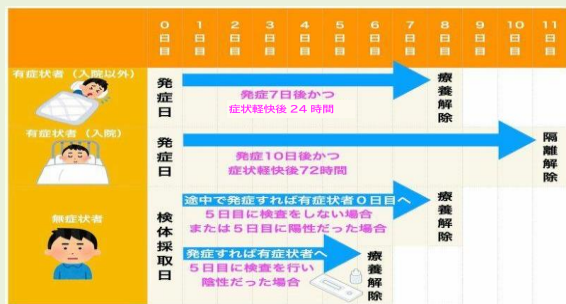 0日目 1日目 2日目 3日目 4日目 5日目 6日目 7日目 8日目 9日目 10日目 11日目
有症状者（入院以外）
発症日
発症7日後かつ
症状軽快後24時間
療養解除
有症状者（入院）
発症日
発症10日後かつ
症状軽快後72時間
隔離解除
無症状者
検体採取日
途中で発症すれば有症状者0日目へ
5日目に検査をしない場合
または5日目に陽性だった場合
療養解除
発症すれば有症状者へ
5日目に検査を行い
陰性だった場合
療養解除